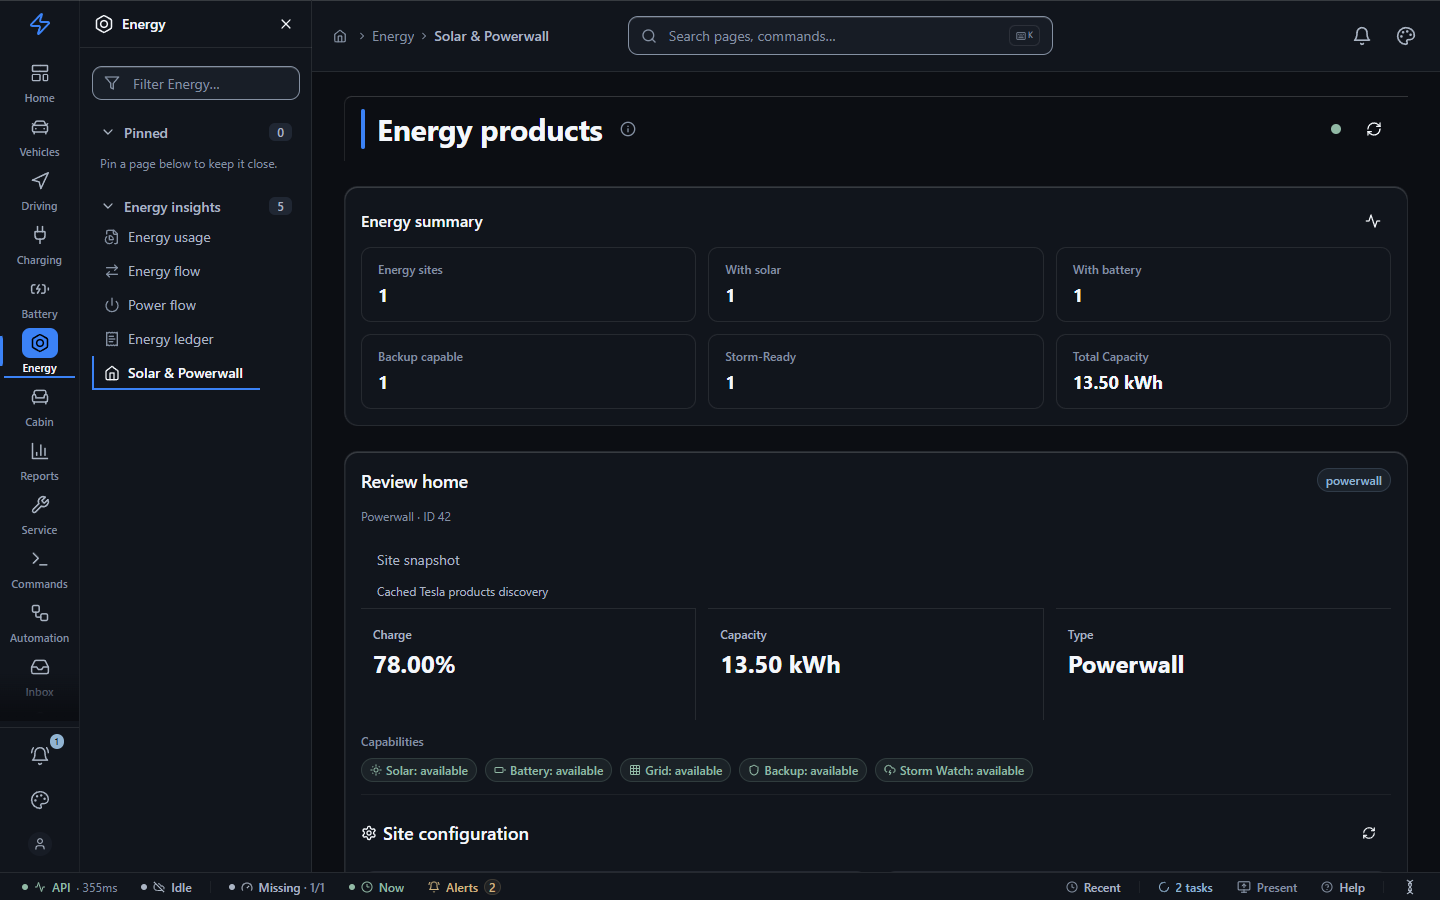 Energy
Home
Vehicles
Driving
Charging
Battery
Energy
Cabin
Reports
Service
Commands
Automation
Inbox
1
Filter Energy...
Pinned 0
Pin a page below to keep it close.
Energy insights 5
Energy usage
Energy flow
Power flow
Energy ledger
Solar & Powerwall
Energy
Solar & Powerwall
Search pages, commands...
K
Energy products
Energy summary
Energy sites
1
With solar
1
With battery
1
Backup capable
1
Storm-Ready
1
Total Capacity
13.50 kWh
Review home
powerwall
Powerwall · ID 42
Site snapshot
Cached Tesla products discovery
Charge
78.00%
Capacity
13.50 kWh
Type
Powerwall
Capabilities
Solar: available
Battery: available
Grid: available
Backup: available
Storm Watch: available
Site configuration
API · 355ms
Idle
Missing · 1/1
Now
Alerts 2
Recent
2 tasks
Present
Help